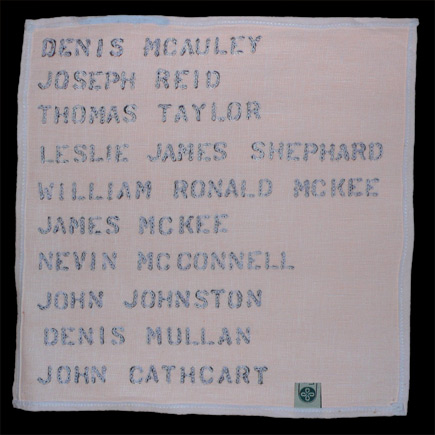 DENIS MCAULEY
JOSEPH REID
THOMAS TAYLOR
LESLIE JAMES SHEPHARD
WILLIAM RONALD MCKEE
JAMES MCKEE
NEVIN MCCONNELL
JOHN JOHNSTON
DENIS MULLAN
JOHN CATHCART